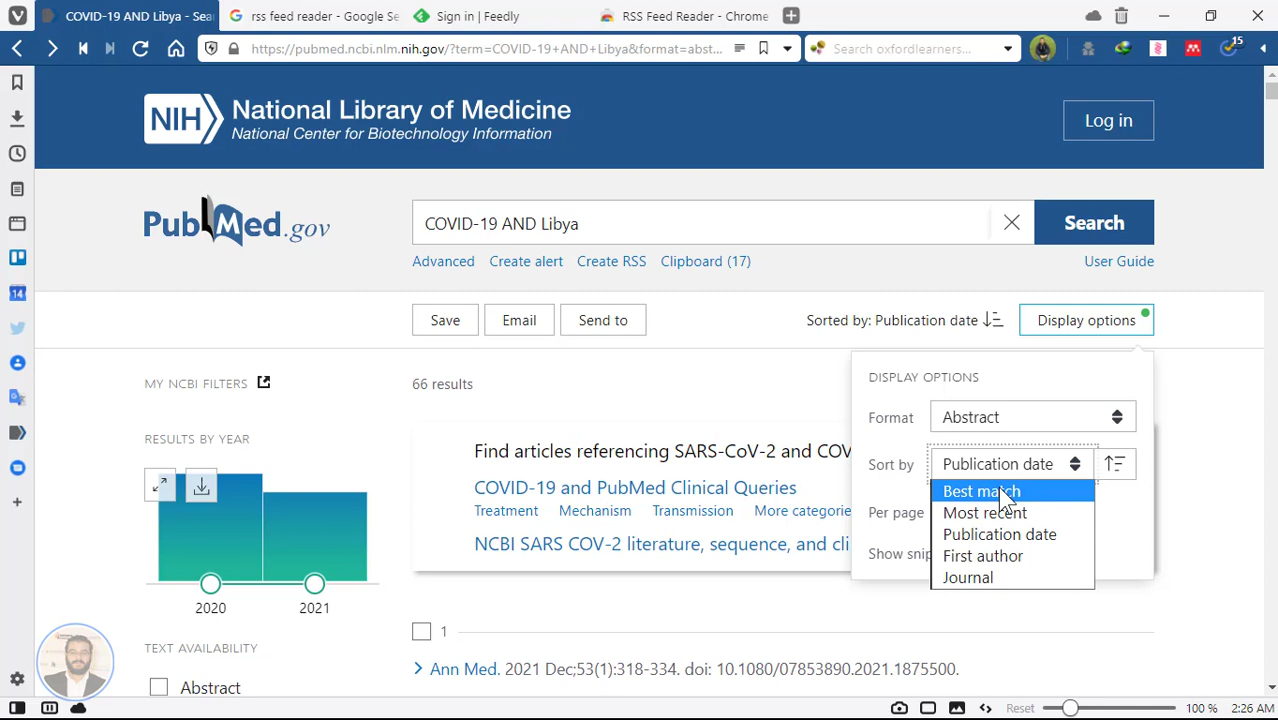 COVID-19 AND Libya - Sea
rss feed reader - Google Se
Sign in | Feedly
RSS Feed Reader - Chrome
https://pubmed.ncbi.nlm.nih.gov/?term=COVID-19+AND+Libya&format=abst...
Search oxfordlearners...
15
NIH National Library of Medicine
National Center for Biotechnology Information
Log in
PubMed.gov
COVID-19 AND Libya
Search
Advanced Create alert Create RSS Clipboard (17)
User Guide
14
Save Email Send to
Sorted by: Publication date
Display options
MY NCBI FILTERS
66 results
DISPLAY OPTIONS
Format Abstract
RESULTS BY YEAR
Find articles referencing SARS-CoV-2 and COV
Sort by Publication date
COVID-19 and PubMed Clinical Queries
Best match
Treatment Mechanism Transmission More categorie
Per page
Most recent
Publication date
NCBI SARS COV-2 literature, sequence, and cli
Show snip
First author
Journal
2020 2021
1
TEXT AVAILABILITY
Ann Med. 2021 Dec;53(1):318-334. doi: 10.1080/07853890.2021.1875500.
Abstract
Reset 100 % 2:26 AM